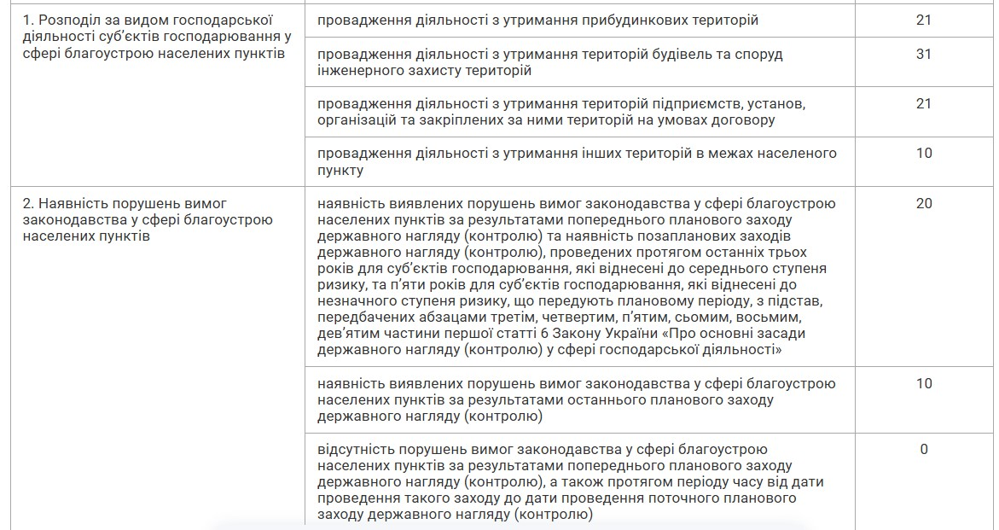 1. Розподіл за видом господарської
діяльності суб’єктів господарювання у
сфері благоустрою населених пунктів
провадження діяльності з утримання прибудинкових територій
21
провадження діяльності з утримання територій будівель та споруд
інженерного захисту територій
31
провадження діяльності з утримання територій підприємств, установ,
організацій та закріплених за ними територій на умовах договору
21
провадження діяльності з утримання інших територій в межах населеного
пункту
10
2. Наявність порушень вимог
законодавства у сфері благоустрою
населених пунктів
наявність виявлених порушень вимог законодавства у сфері благоустрою
населених пунктів за результатами попереднього планового заходу
державного нагляду (контролю) та наявність позапланових заходів
державного нагляду (контролю), проведених протягом останніх трьох
років для суб’єктів господарювання, які віднесені до середнього ступеня
ризику, та п’яти років для суб’єктів господарювання, які віднесені до
незначного ступеня ризику, що передують плановому періоду, з підстав,
передбачених абзацами третім, четвертим, п’ятим, сьомим, восьмим,
дев’ятим частини першої статті 6 Закону України «Про основні засади
державного нагляду (контролю) у сфері господарської діяльності»
20
наявність виявлених порушень вимог законодавства у сфері благоустрою
населених пунктів за результатами останнього планового заходу
державного нагляду (контролю)
10
відсутність порушень вимог законодавства у сфері благоустрою
населених пунктів за результатами попереднього планового заходу
державного нагляду (контролю), а також протягом періоду часу від дати
проведення такого заходу до дати проведення поточного планового
заходу державного нагляду (контролю)
0